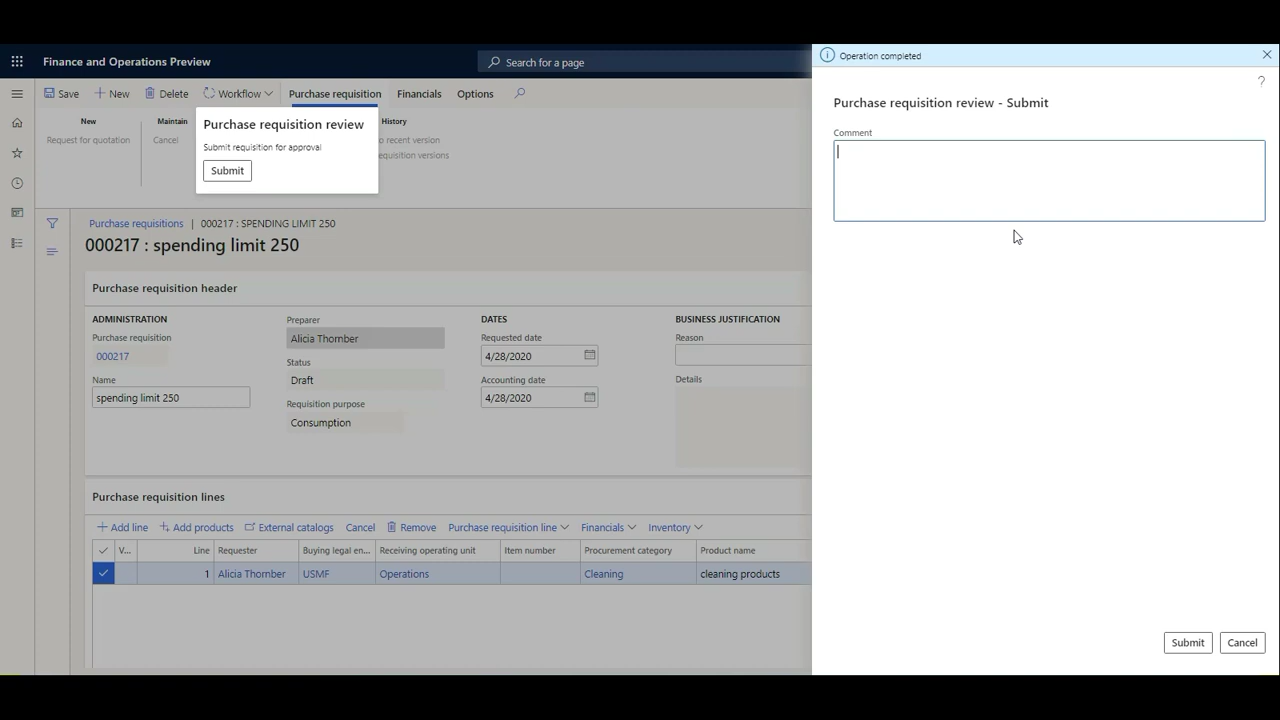 Finance and Operations Preview
Search for a page
Operation completed
Save
New
Delete
Workflow
Purchase requisition
Financials
Options
New
Maintain
History
Request for quotation
Cancel
to recent version
equisition versions
Purchase requisition review
Submit requisition for approval
Submit
Purchase requisition review - Submit
Comment
Submit
Cancel
Purchase requisitions | 000217 : SPENDING LIMIT 250
000217 : spending limit 250
Purchase requisition header
ADMINISTRATION
Purchase requisition
000217
Name
spending limit 250
Preparer
Alicia Thornber
Status
Draft
Requisition purpose
Consumption
DATES
Requested date
4/28/2020
Accounting date
4/28/2020
BUSINESS JUSTIFICATION
Reason
Details
Purchase requisition lines
Add line Add products External catalogs Cancel Remove Purchase requisition line Financials Inventory
V... Line Requester Buying legal en... Receiving operating unit Item number Procurement category Product name
1 Alicia Thornber USMF Operations Cleaning cleaning products